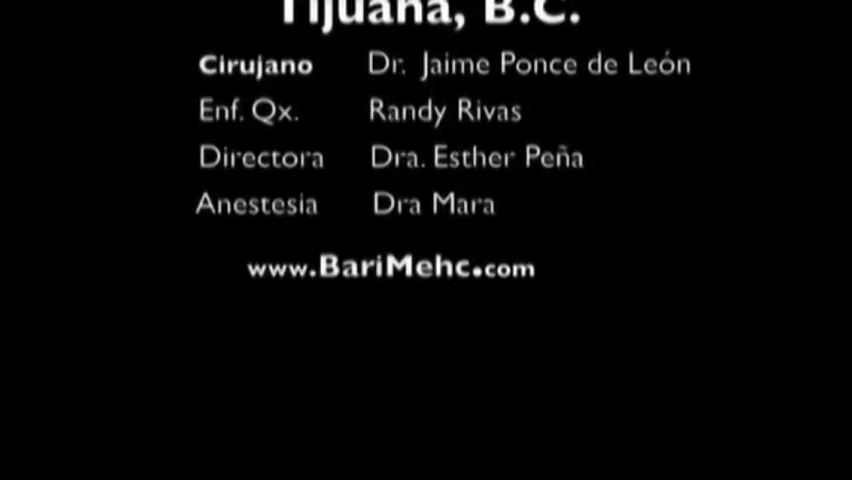 Tijuana, B.C.
Cirujano Dr. Jaime Ponce de León
Enf. Qx. Randy Rivas
Directora Dra. Esther Peña
Anestesia Dra Mara
www.BariMehc.com